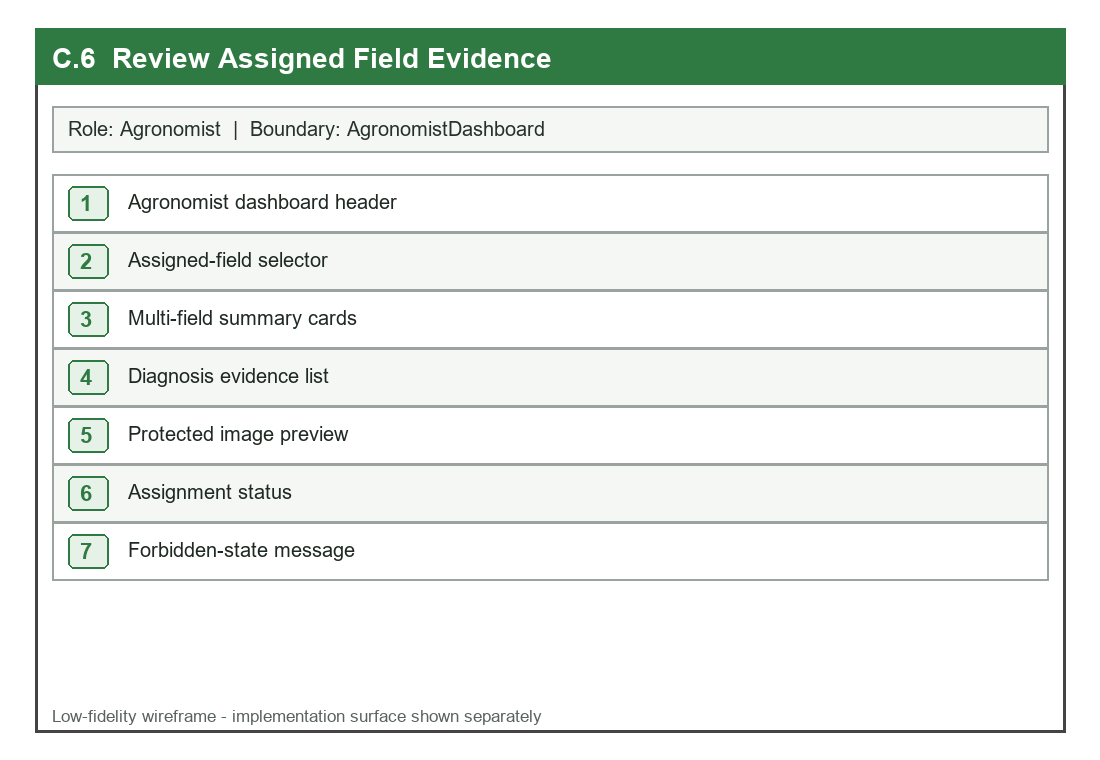 C.6 Review Assigned Field Evidence
Role: Agronomist | Boundary: AgronomistDashboard
1 Agronomist dashboard header
2 Assigned-field selector
3 Multi-field summary cards
4 Diagnosis evidence list
5 Protected image preview
6 Assignment status
7 Forbidden-state message
Low-fidelity wireframe - implementation surface shown separately